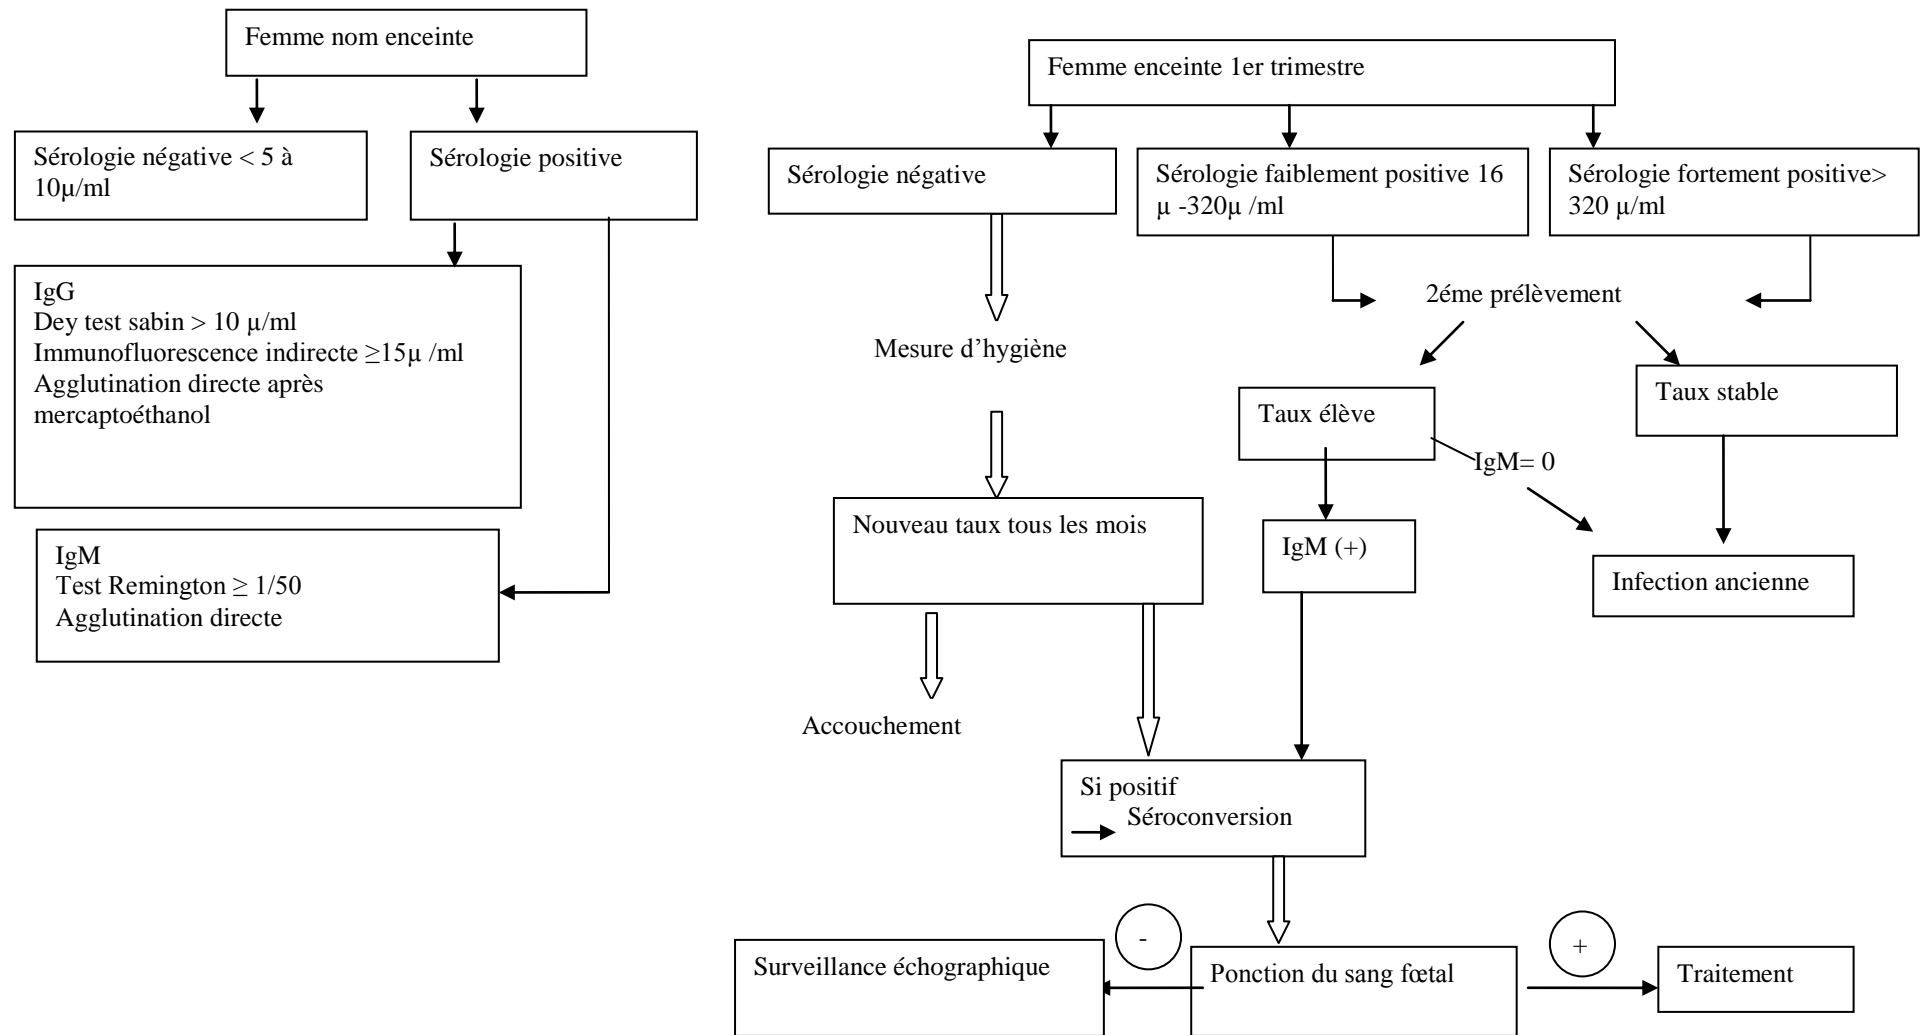 Femme nom enceinte
Sérologie négative < 5 à
10µ/ml
Sérologie positive
IgG
Dey test sabin > 10 µ/ml
Immunofluorescence indirecte ≥15µ /ml
Agglutination directe après
mercaptoéthanol
IgM
Test Remington ≥ 1/50
Agglutination directe
Femme enceinte 1er trimestre
Sérologie négative
Sérologie faiblement positive 16
µ -320µ /ml
Sérologie fortement positive>
320 µ/ml
2éme prélèvement
Mesure d’hygiène
Taux élève
Taux stable
IgM= 0
Nouveau taux tous les mois
IgM (+)
Infection ancienne
Accouchement
Si positif
Séroconversion
-
+
Surveillance échographique
Ponction du sang fœtal
Traitement